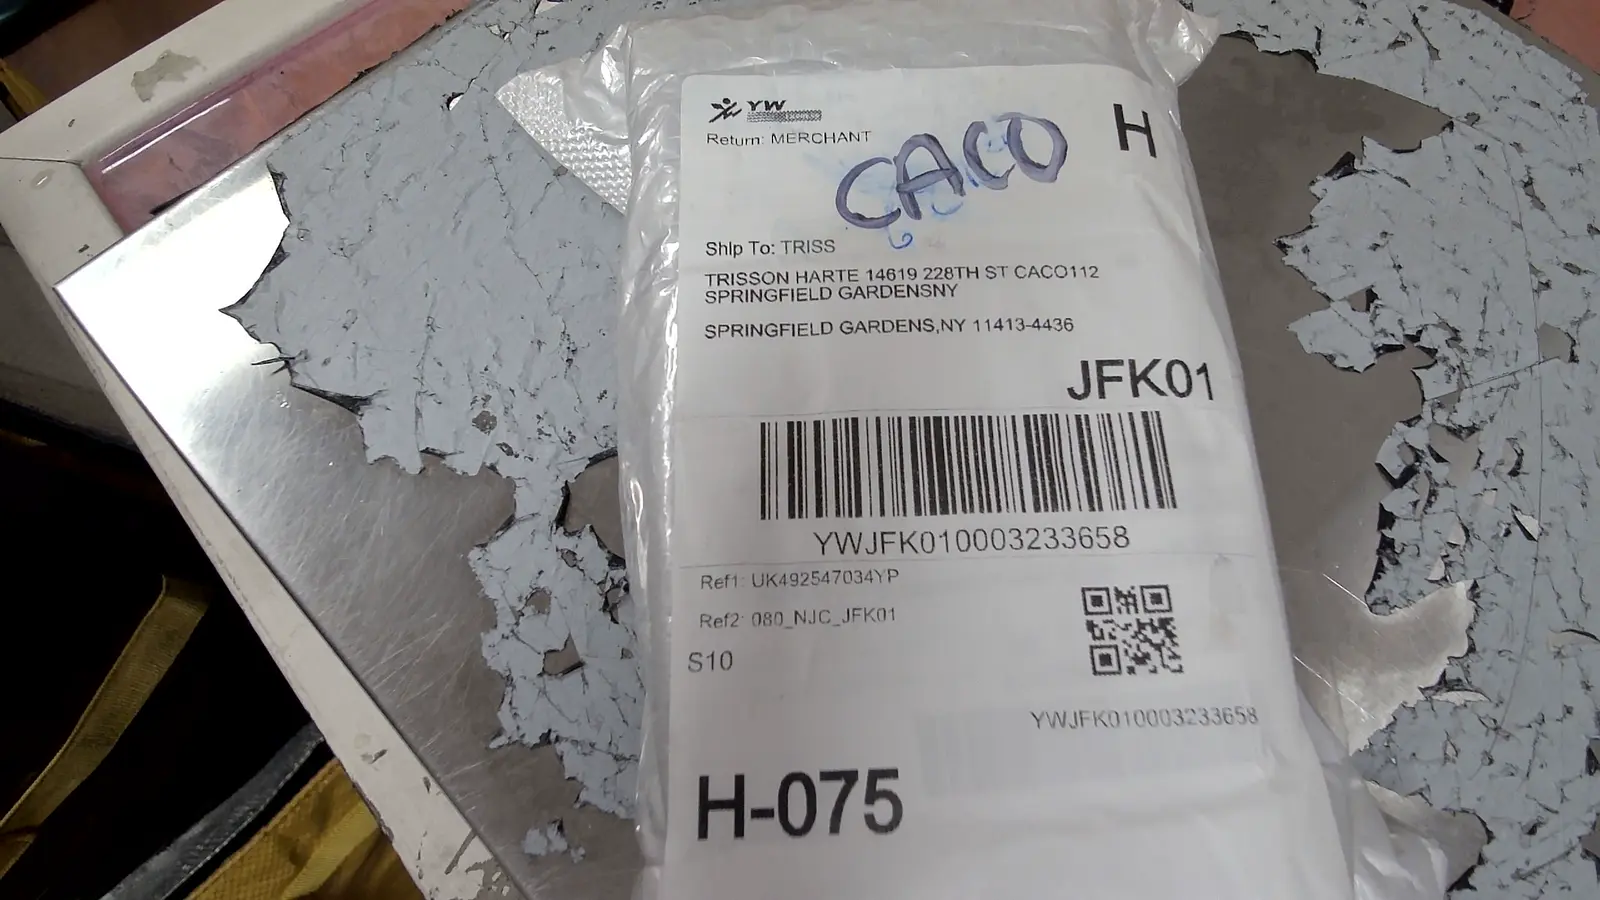 YW
H
Return: MERCHANT
CACO
Ship To: TRISS
TRISSON HARTE 14619 228TH ST CACO112
SPRINGFIELD GARDENSNY
SPRINGFIELD GARDENS,NY 11413-4436
JFK01
YWJFK010003233658
Ref1: UK492547034YP
Ref2: 080_NJC_JFK01
S10
YWJFK010003233658
H-075